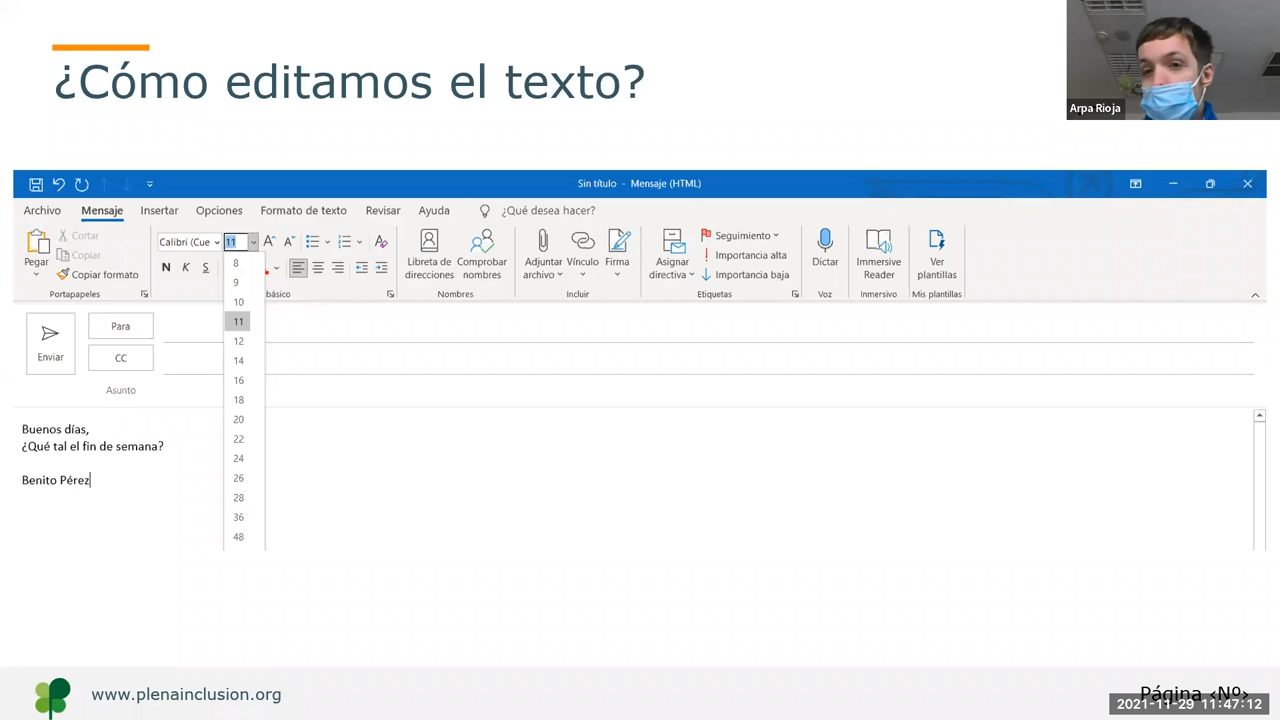 ¿Cómo editamos el texto?
Arpa Rioja
Sin título - Mensaje (HTML)
Archivo Mensaje Insertar Opciones Formato de texto Revisar Ayuda ¿Qué desea hacer?
Pegar
Cortar
Copiar
Copiar formato
Portapapeles
Calibri (Cue 11
N K S
básico
8
9
10
11
12
14
16
18
20
22
24
26
28
36
48
Libreta de
direcciones
Comprobar
nombres
Nombres
Adjuntar
archivo
Vínculo
Firma
Incluir
Asignar
directiva
Seguimiento
Importancia alta
Importancia baja
Etiquetas
Dictar
Voz
Immersive
Reader
Inmersivo
Ver
plantillas
Mis plantillas
Enviar
Para
CC
Asunto
Buenos días,
¿Qué tal el fin de semana?
Benito Pérez
www.plenainclusion.org
Página ‹Nº›
2021-11-29 11:47:12